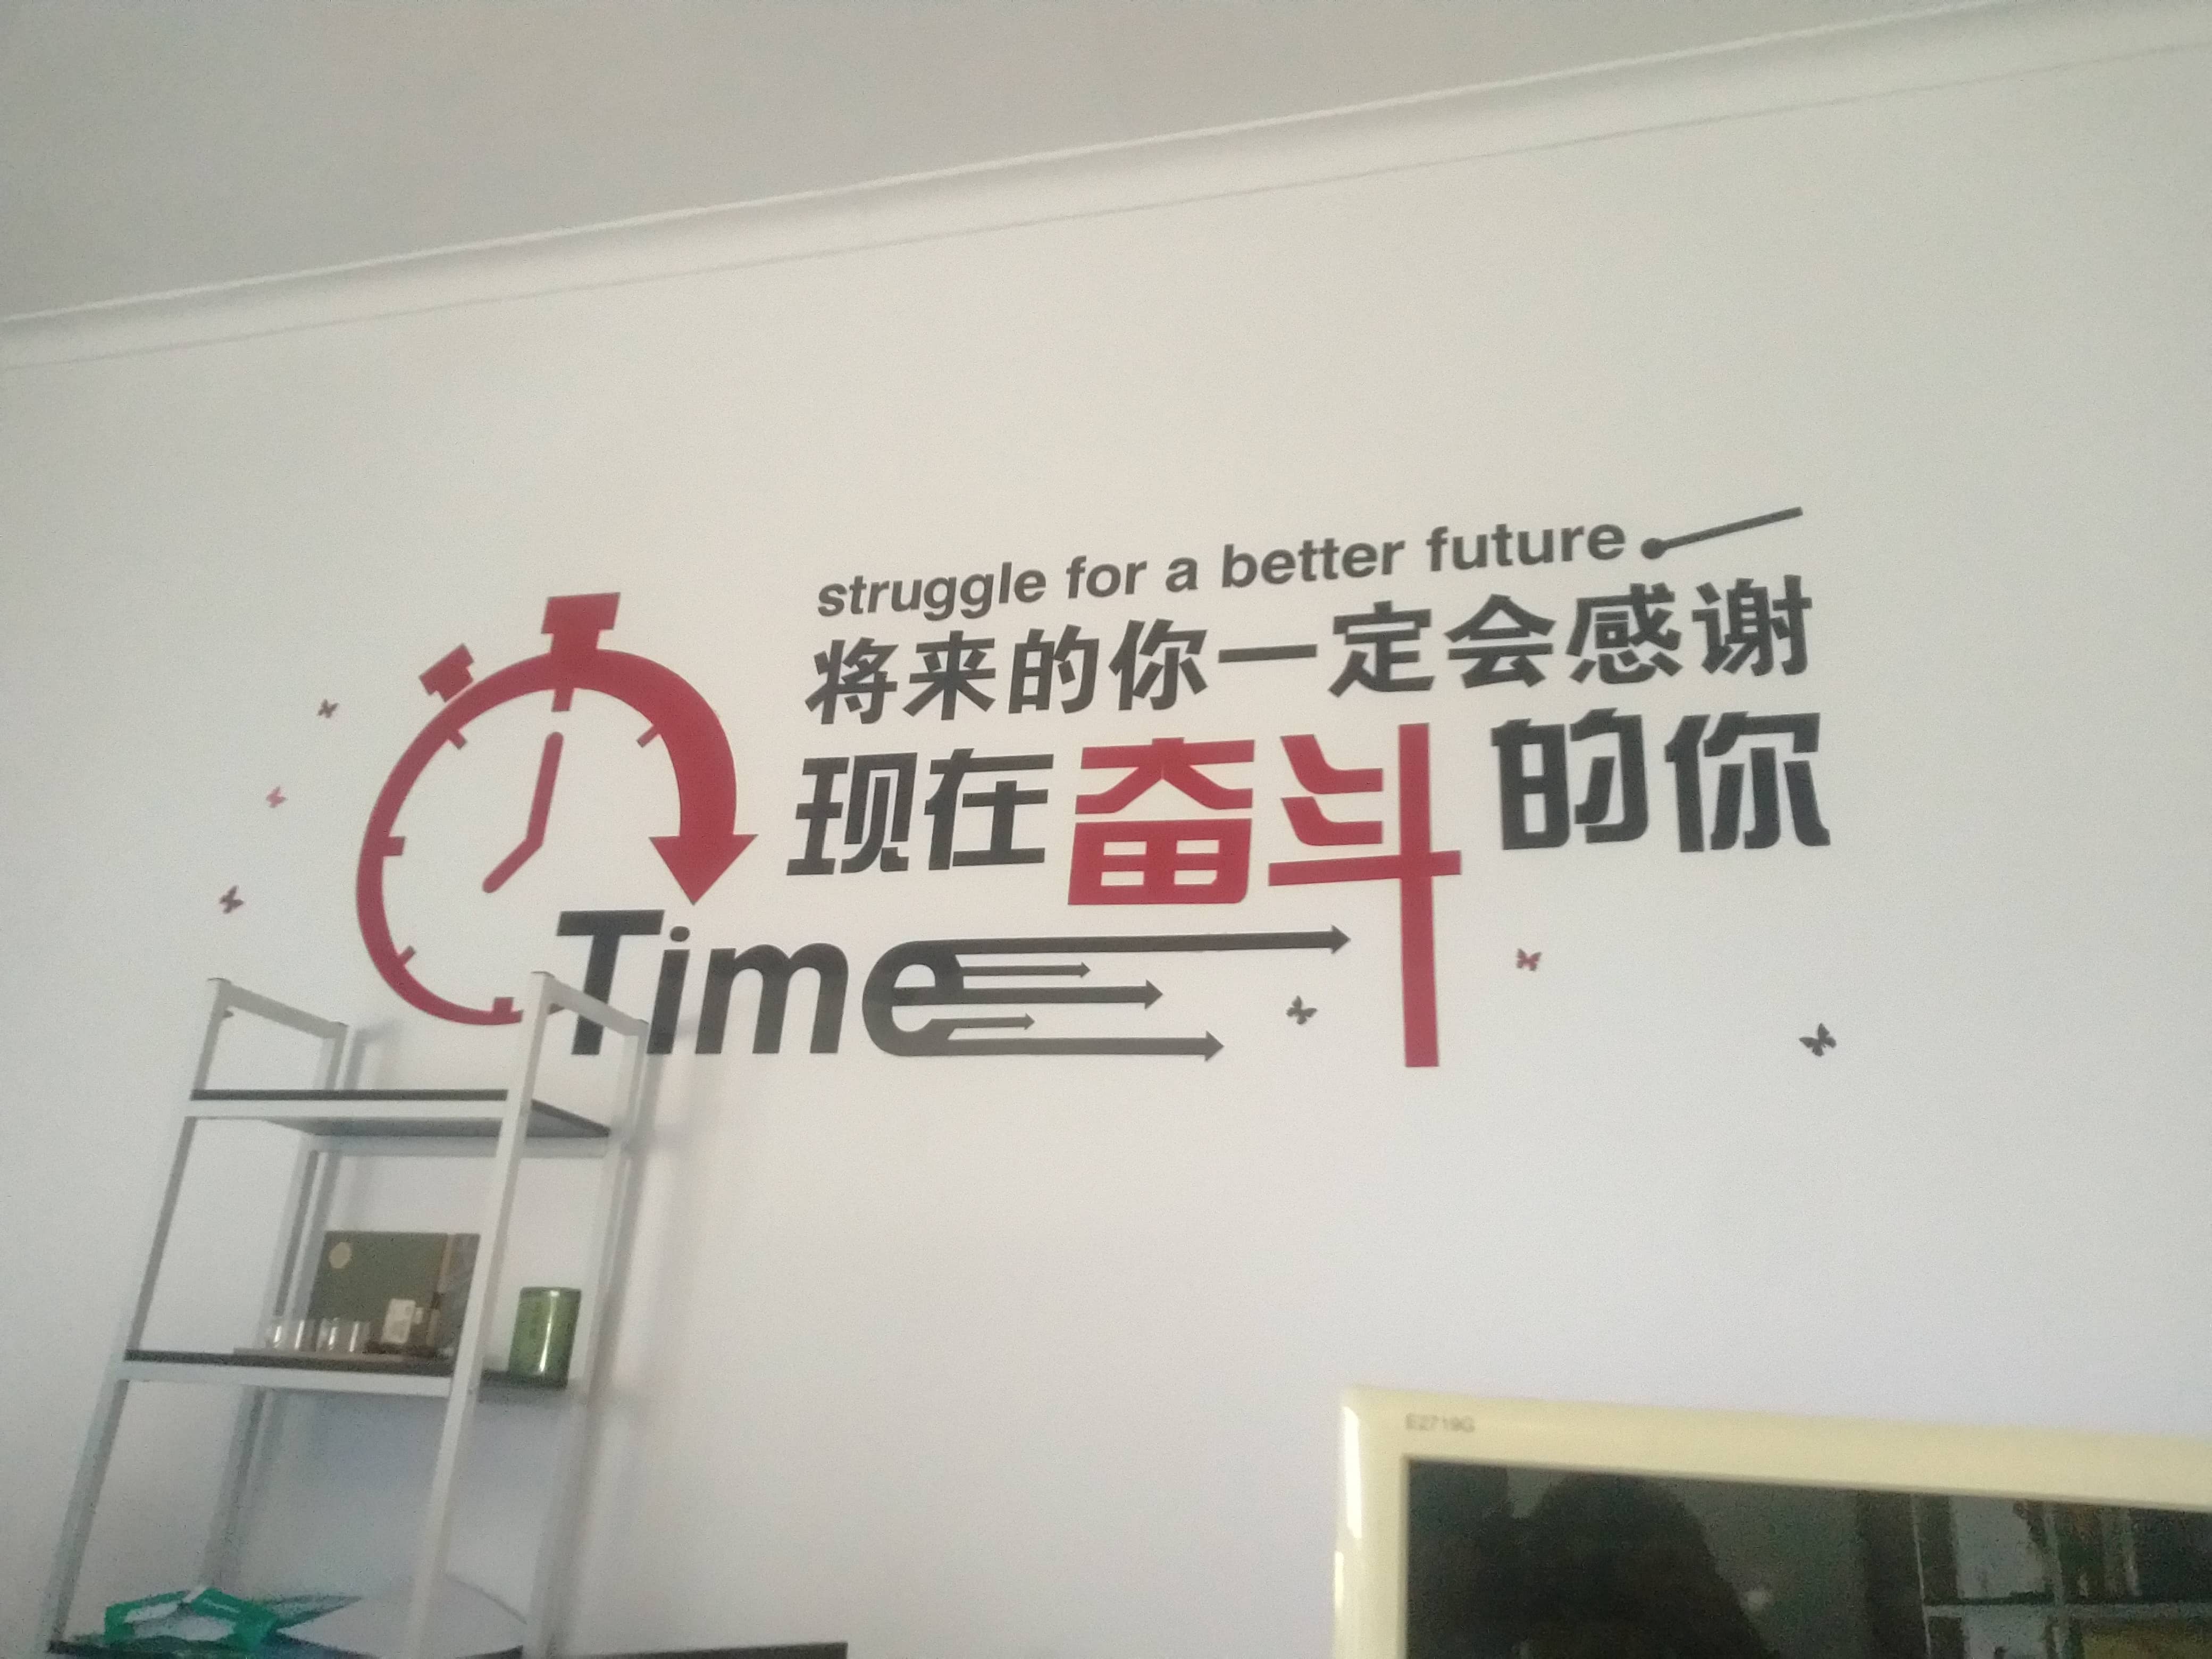 struggle for a better future
将来的你一定会感谢
现在奋斗的你
Time
E2719G